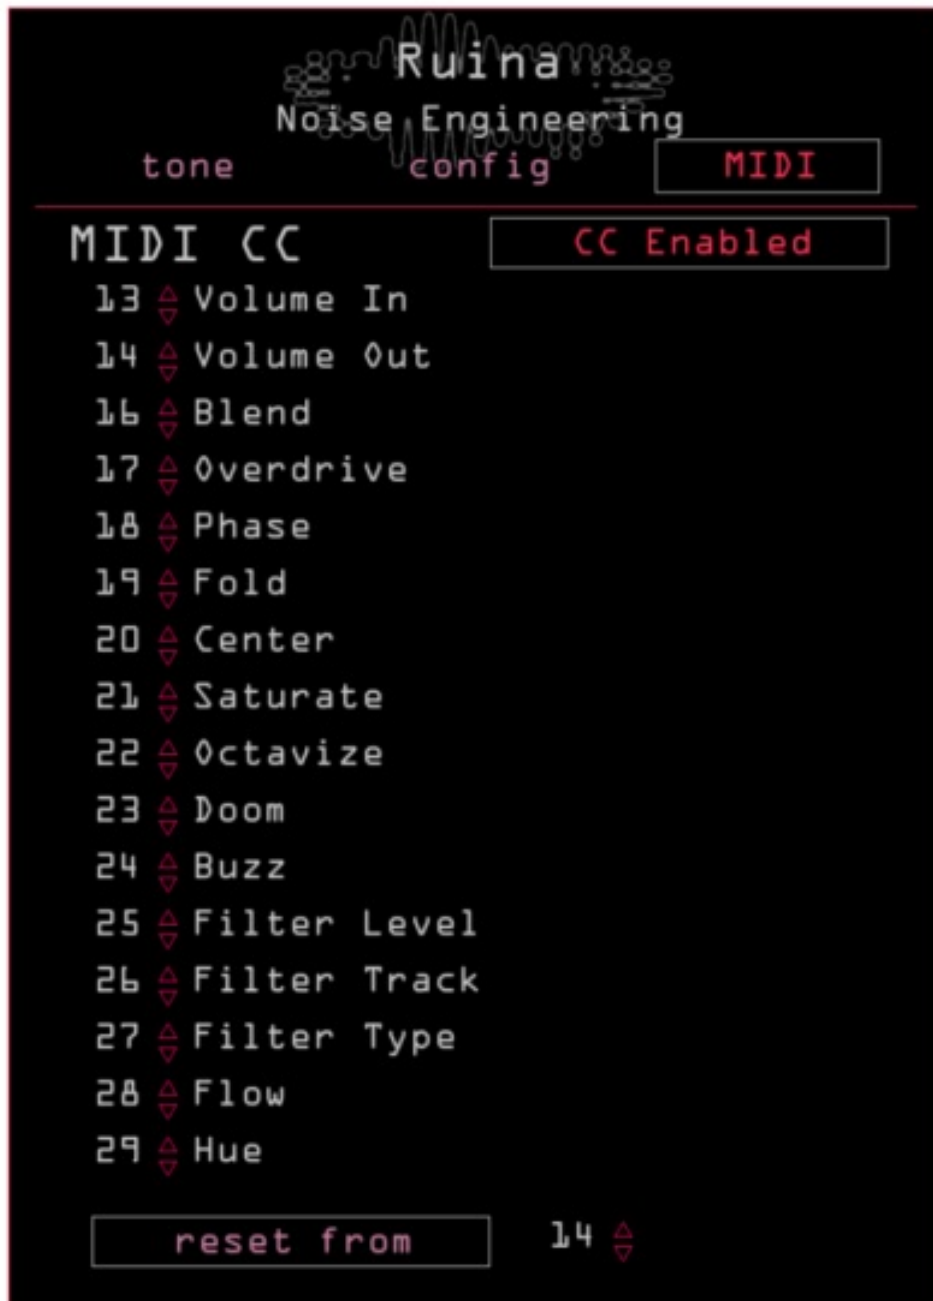 Ruina
Noise Engineering
tone config MIDI
MIDI CC CC Enabled
13 Volume In
14 Volume Out
16 Blend
17 Overdrive
18 Phase
19 Fold
20 Center
21 Saturate
22 Octavize
23 Doom
24 Buzz
25 Filter Level
26 Filter Track
27 Filter Type
28 Flow
29 Hue
reset from 14